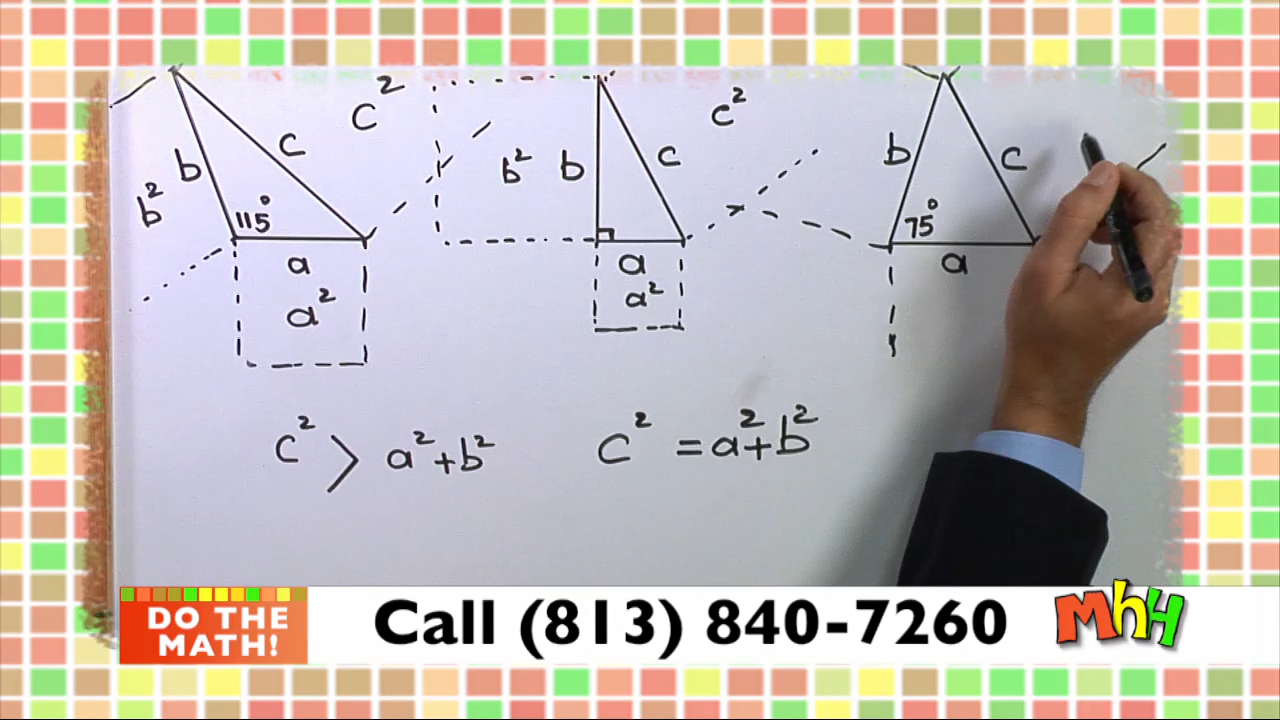 c²
b²
b
c
115°
a
a²
c²
b²
b
c
a
a²
b
c
75°
a
c² > a² + b²
c² = a² + b²
DO THE
MATH!
Call (813) 840-7260
Mh4